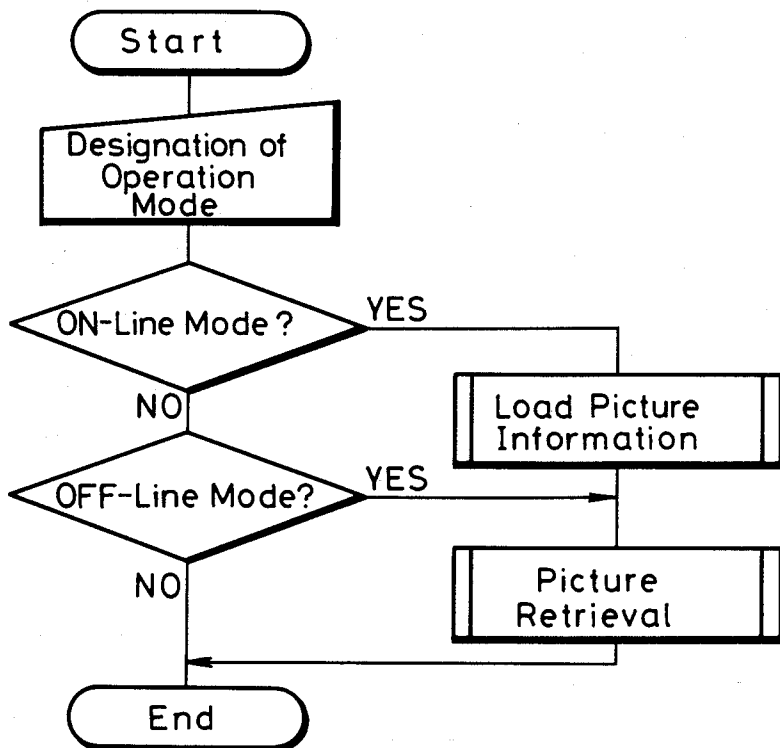 Start
Designation of
Operation
Mode
ON-Line Mode?
YES
NO
Load Picture
Information
OFF-Line Mode?
YES
NO
Picture
Retrieval
End